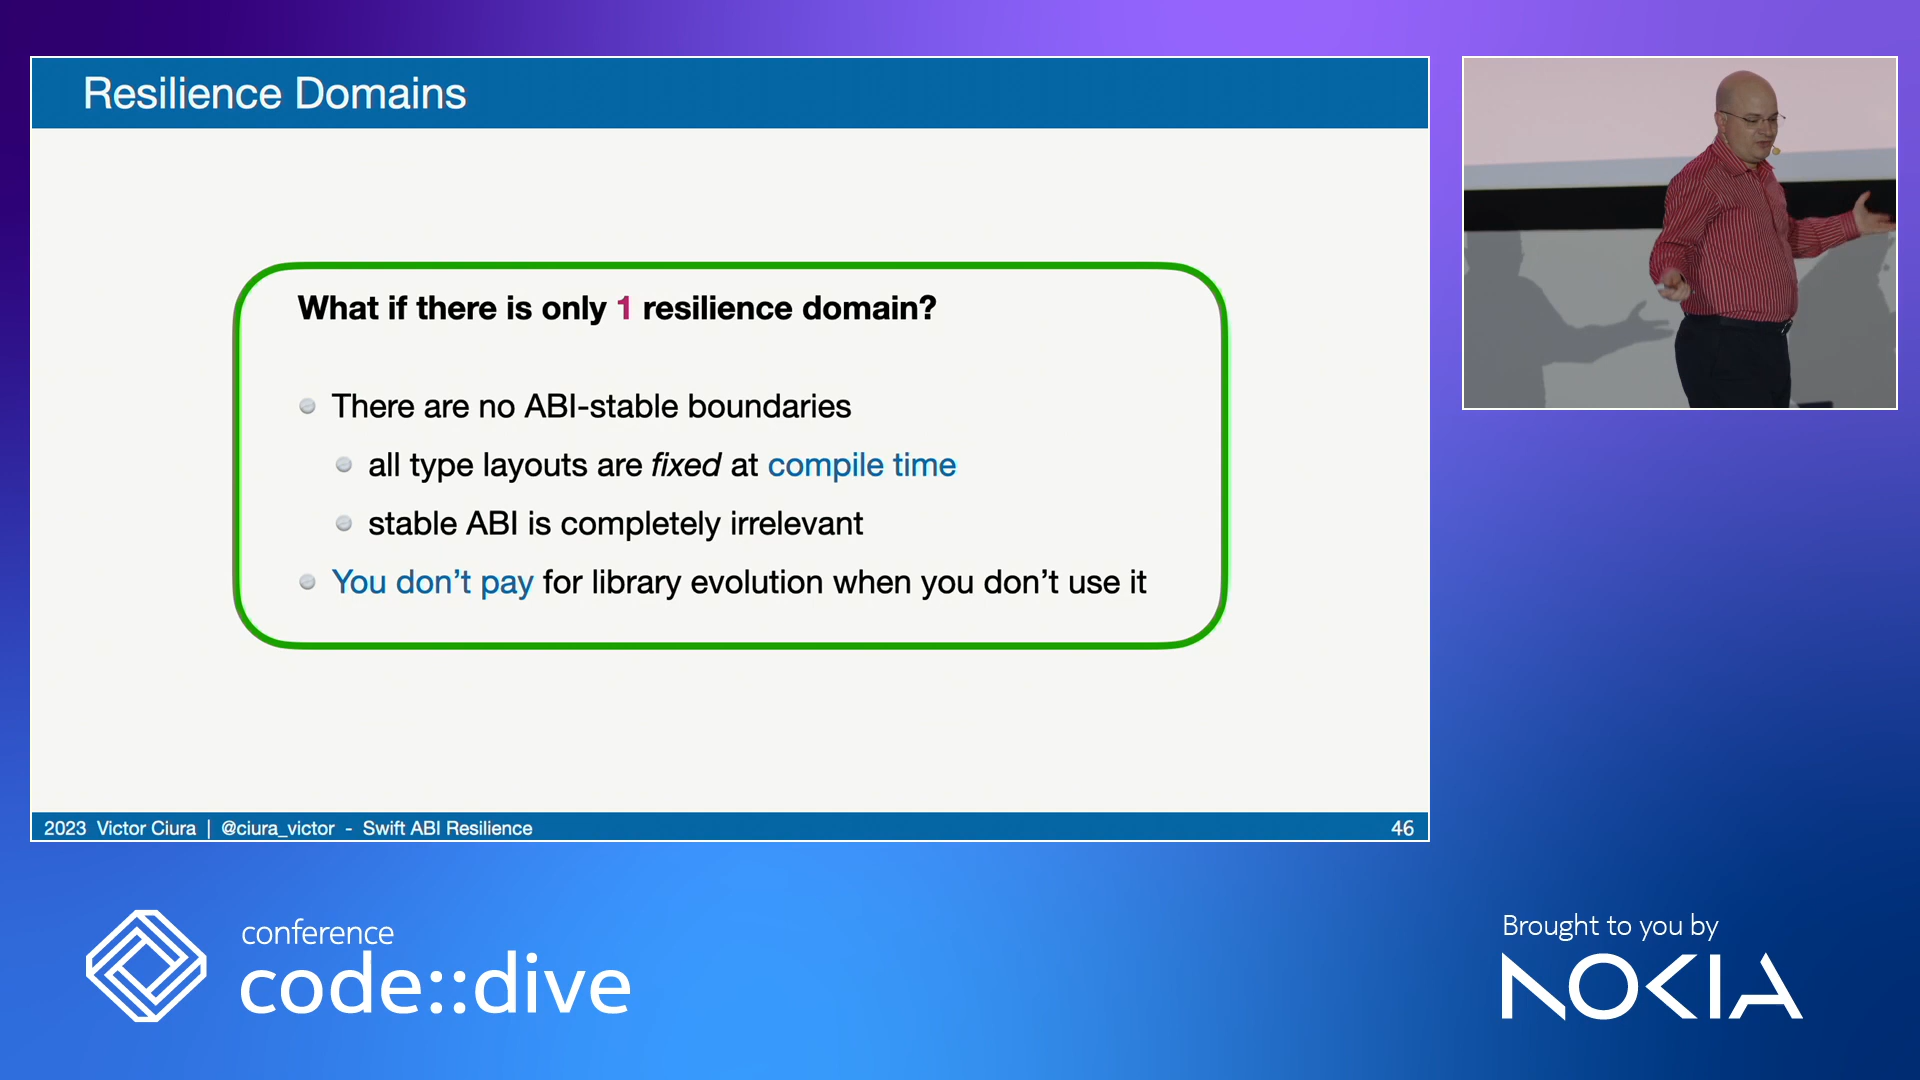 Resilience Domains
What if there is only 1 resilience domain?
There are no ABI-stable boundaries
all type layouts are fixed at compile time
stable ABI is completely irrelevant
You don't pay for library evolution when you don't use it
2023 Victor Ciura | @ciura_victor - Swift ABI Resilience
46
conference
code::dive
Brought to you by
NOKIA